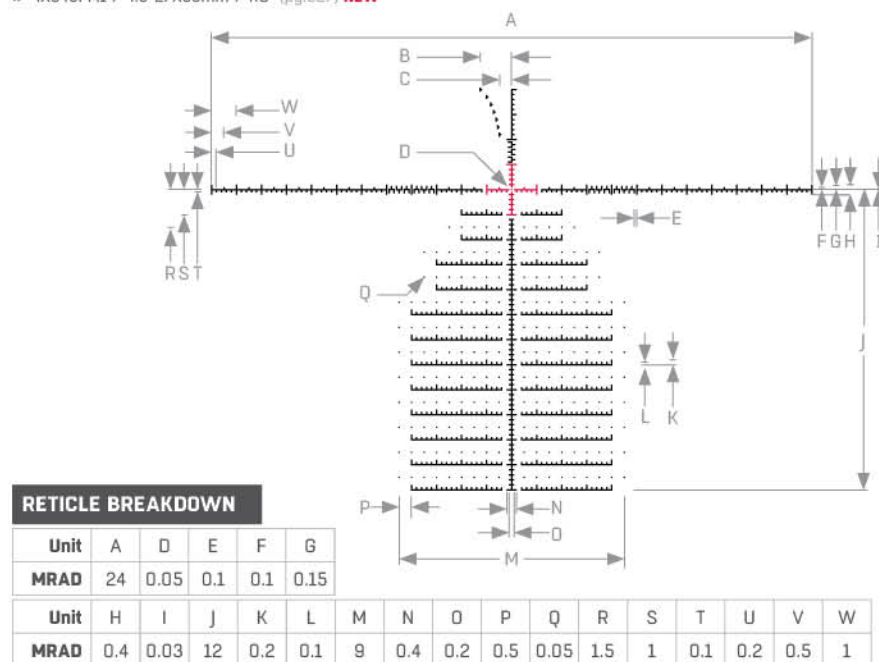 NEW
A
B
C
W
V
U
D
E
F G H I
R S T
Q
J
L K
P N
O
M
RETICLE BREAKDOWN
Unit A D E F G
MRAD 24 0.05 0.1 0.1 0.15
Unit H I J K L M N O P Q R S T U V W
MRAD 0.4 0.03 12 0.2 0.1 9 0.4 0.2 0.5 0.05 1.5 1 0.1 0.2 0.5 1